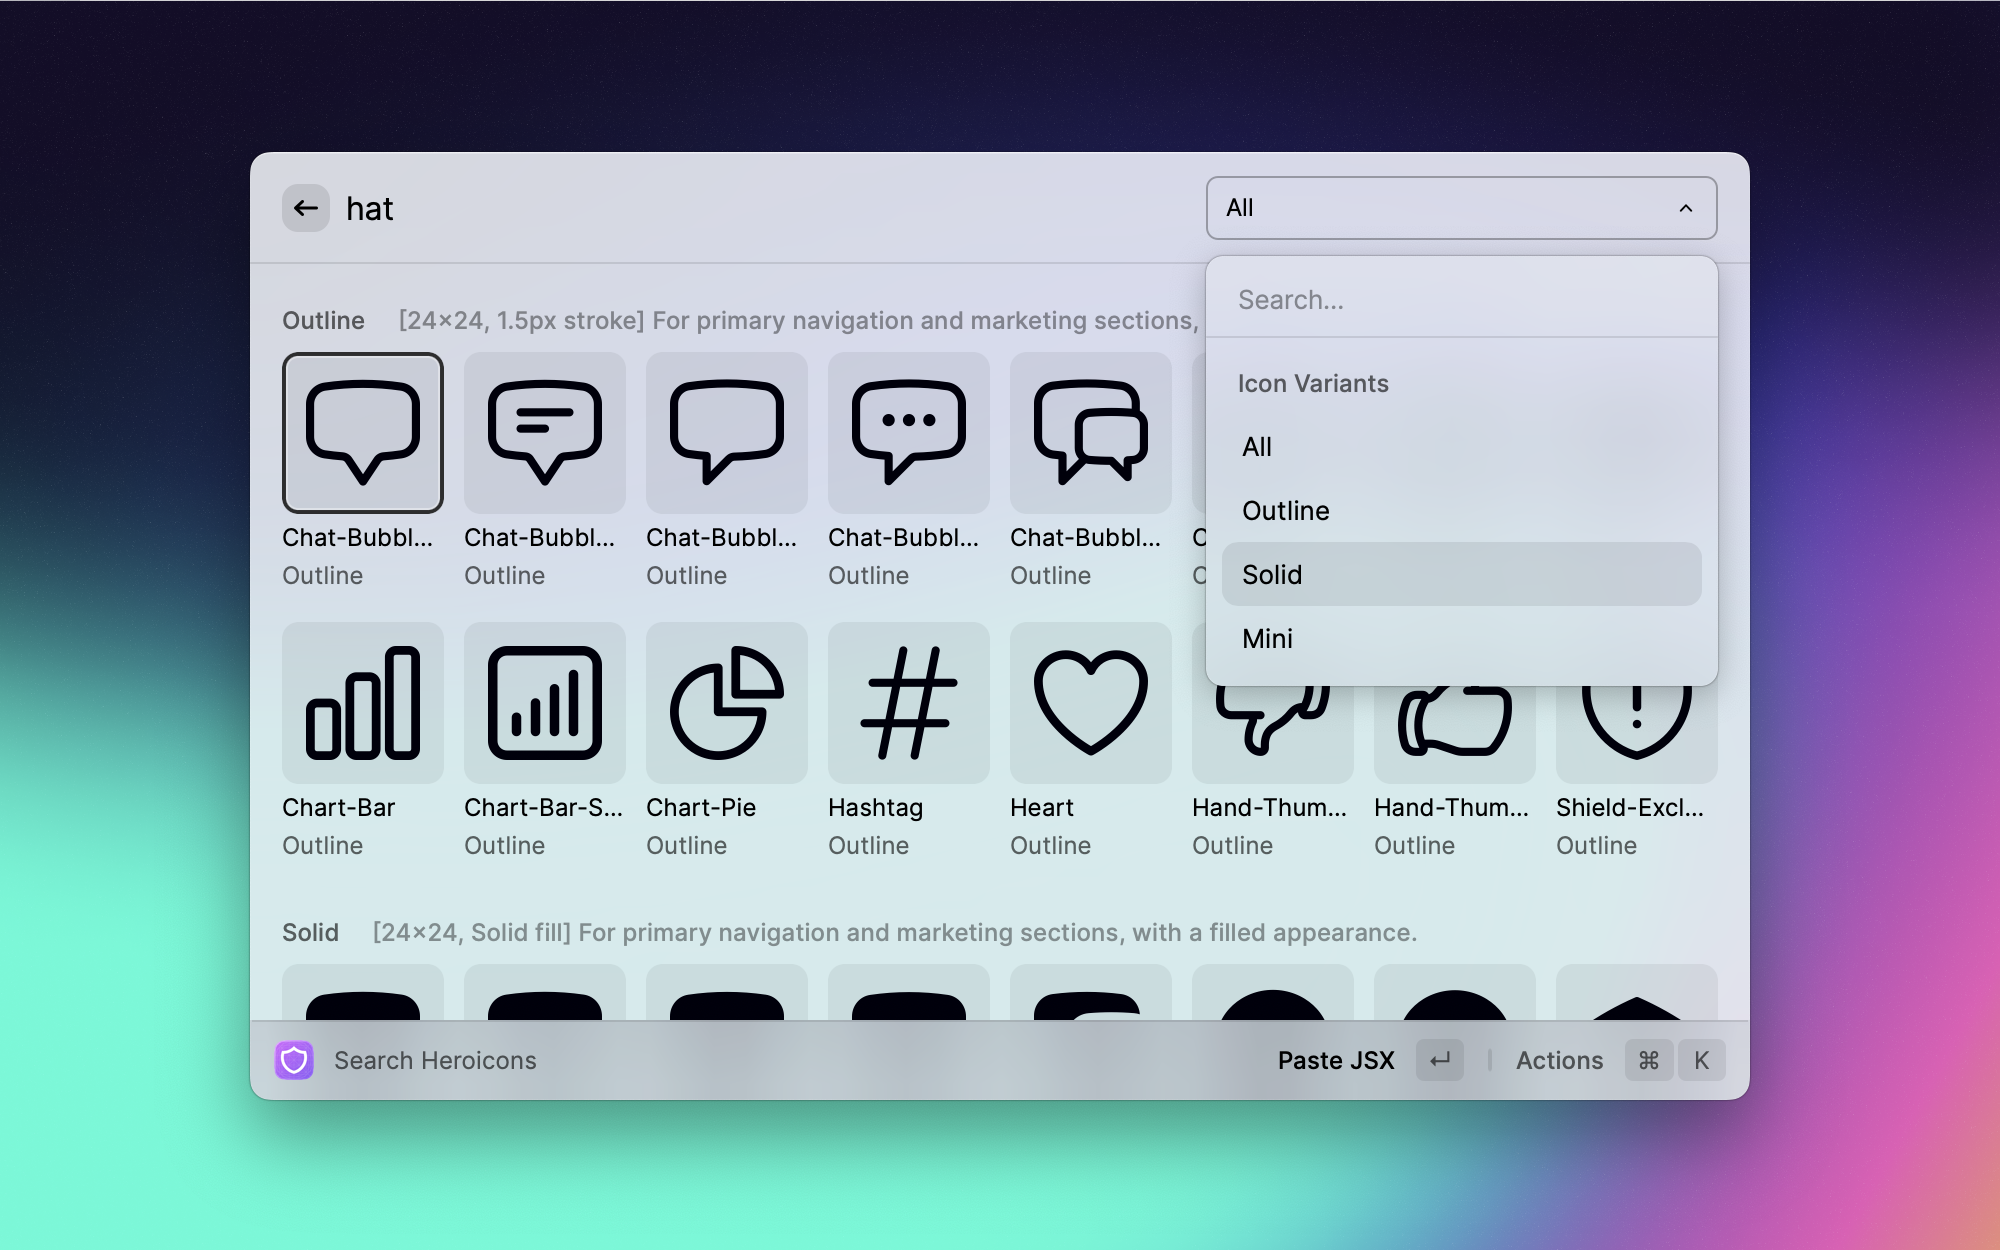 hat
All
Search...
Icon Variants
All
Outline
Solid
Mini
Outline [24×24, 1.5px stroke] For primary navigation and marketing sections,
Chat-Bubbl... Chat-Bubbl... Chat-Bubbl... Chat-Bubbl... Chat-Bubbl...
Outline Outline Outline Outline Outline
Chart-Bar Chart-Bar-S... Chart-Pie Hashtag Heart Hand-Thum... Hand-Thum... Shield-Excl...
Outline Outline Outline Outline Outline Outline Outline Outline
Solid [24×24, Solid fill] For primary navigation and marketing sections, with a filled appearance.
Search Heroicons
Paste JSX ↵ Actions ⌘ K